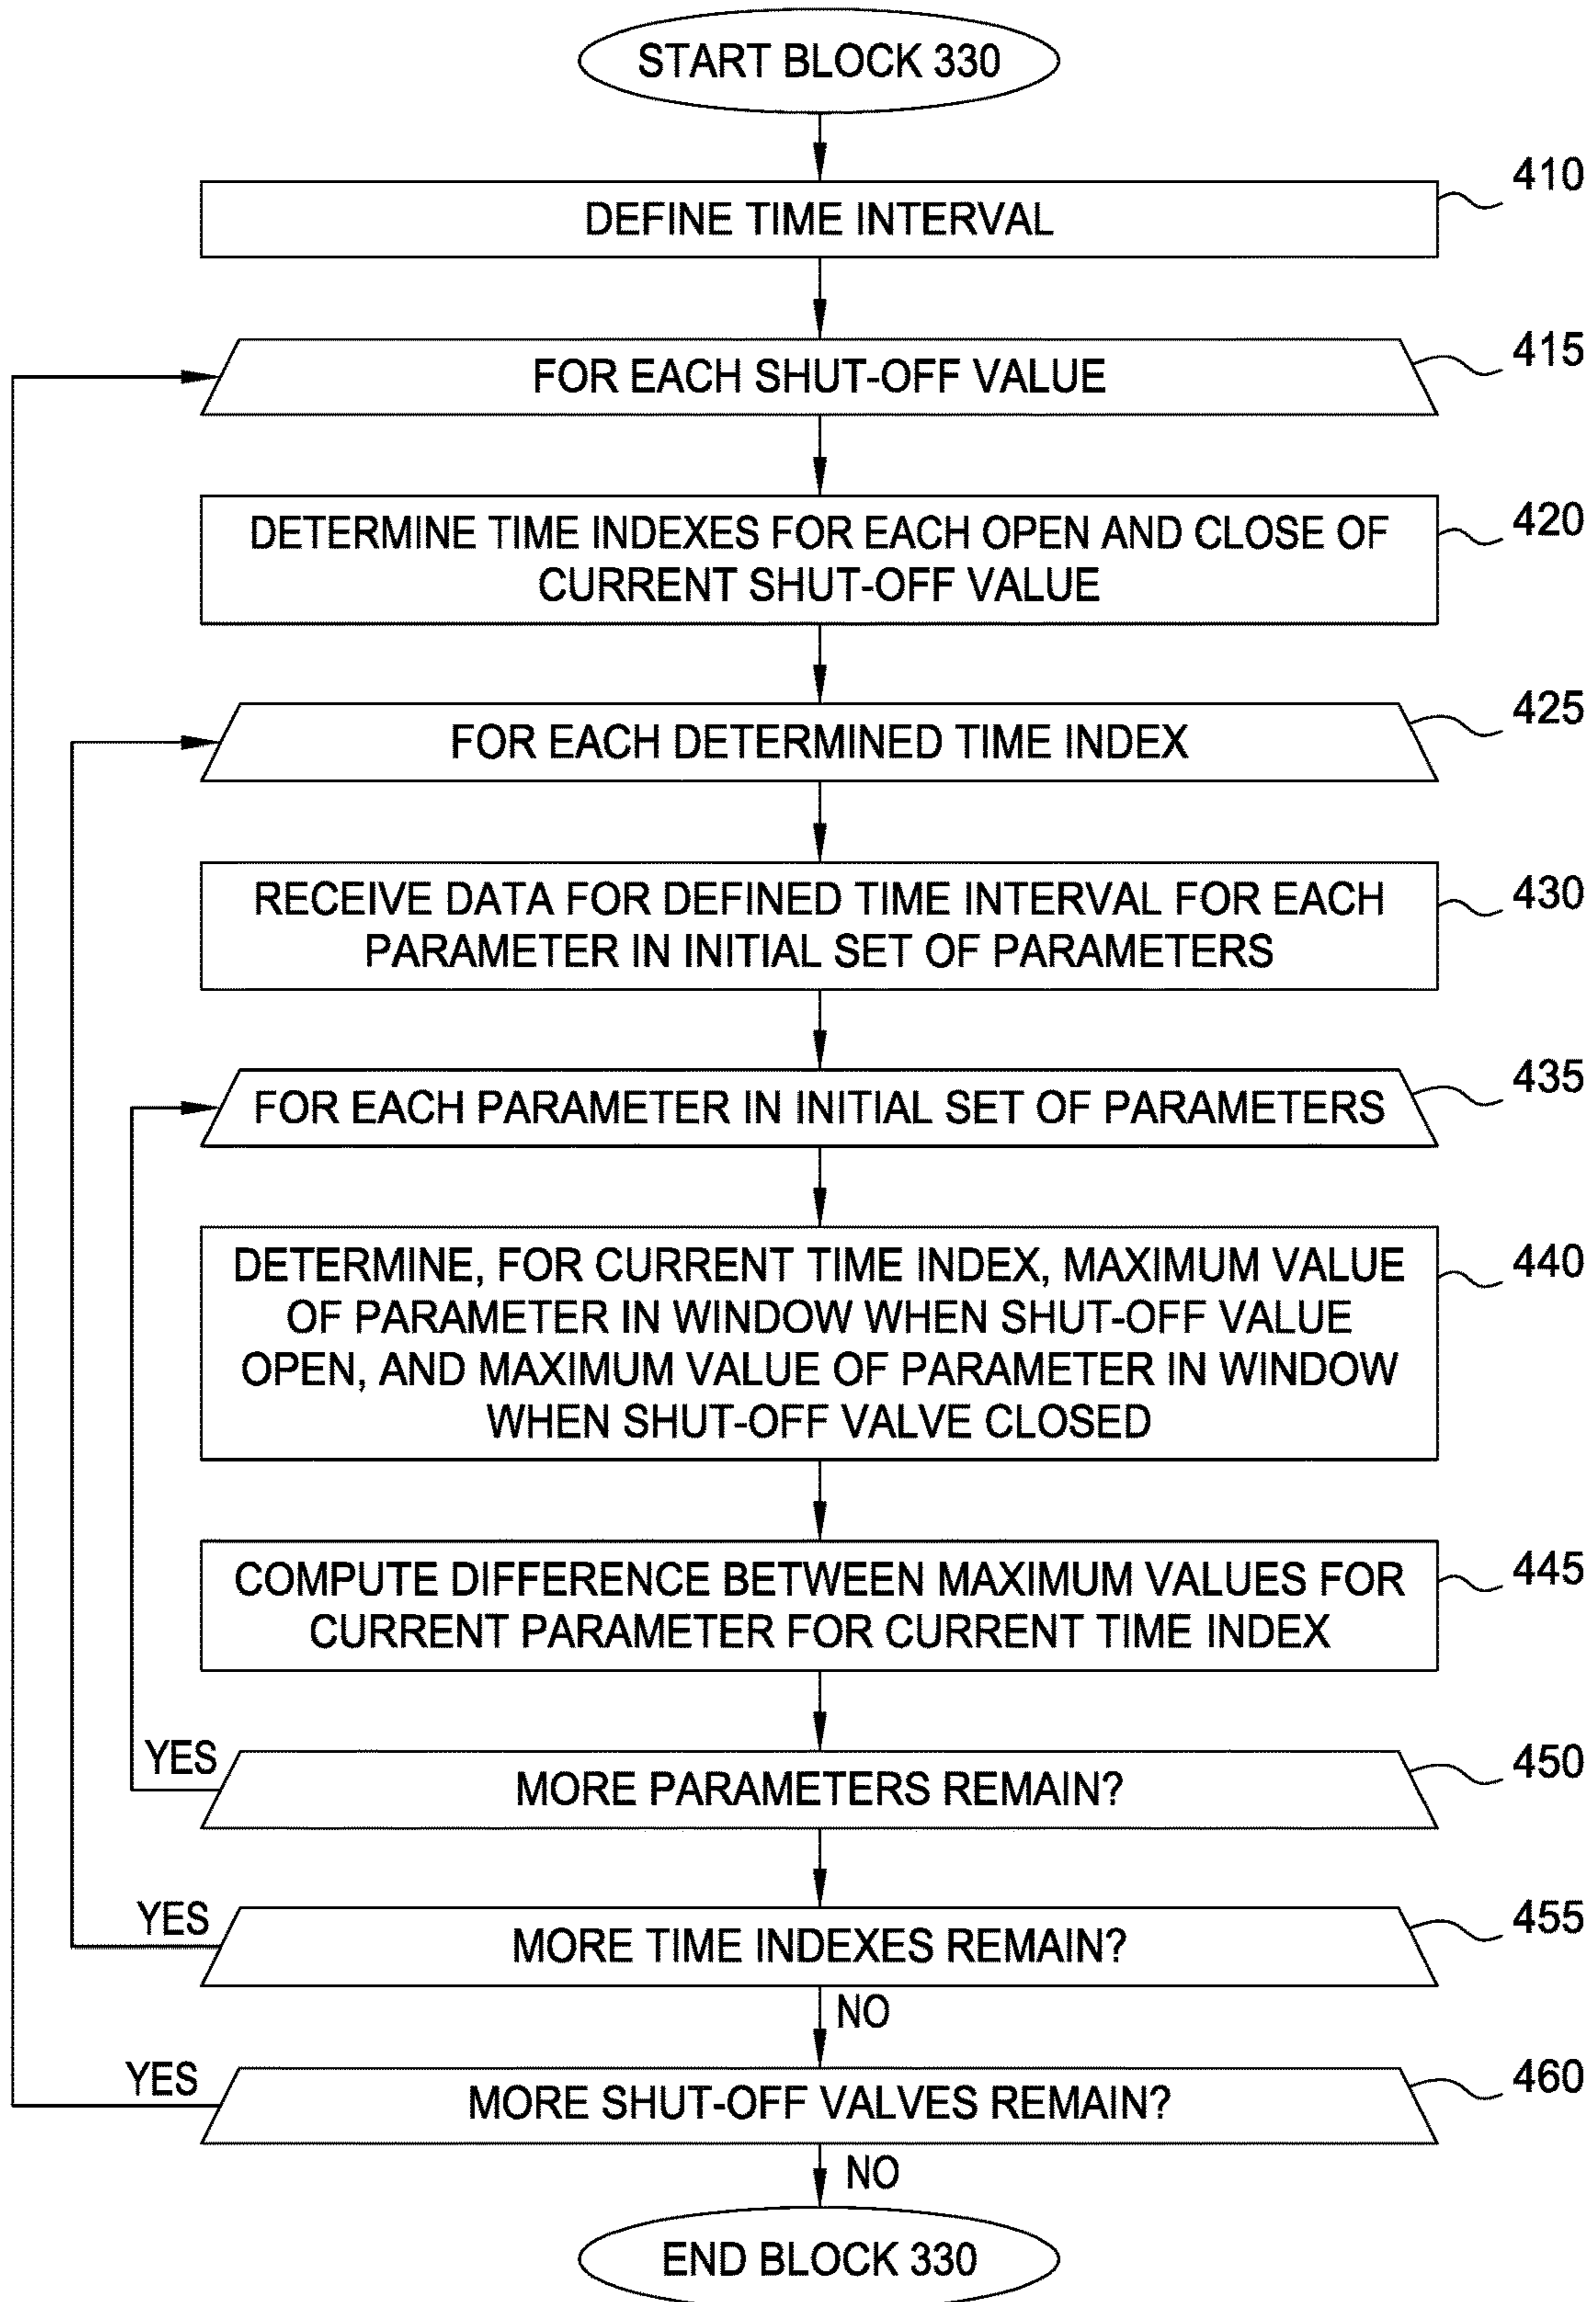 START BLOCK 330
410
DEFINE TIME INTERVAL
415
FOR EACH SHUT-OFF VALUE
420
DETERMINE TIME INDEXES FOR EACH OPEN AND CLOSE OF
CURRENT SHUT-OFF VALUE
425
FOR EACH DETERMINED TIME INDEX
430
RECEIVE DATA FOR DEFINED TIME INTERVAL FOR EACH
PARAMETER IN INITIAL SET OF PARAMETERS
435
FOR EACH PARAMETER IN INITIAL SET OF PARAMETERS
440
DETERMINE, FOR CURRENT TIME INDEX, MAXIMUM VALUE
OF PARAMETER IN WINDOW WHEN SHUT-OFF VALUE
OPEN, AND MAXIMUM VALUE OF PARAMETER IN WINDOW
WHEN SHUT-OFF VALVE CLOSED
445
COMPUTE DIFFERENCE BETWEEN MAXIMUM VALUES FOR
CURRENT PARAMETER FOR CURRENT TIME INDEX
450
YES
MORE PARAMETERS REMAIN?
455
YES
MORE TIME INDEXES REMAIN?
NO
460
YES
MORE SHUT-OFF VALVES REMAIN?
NO
END BLOCK 330